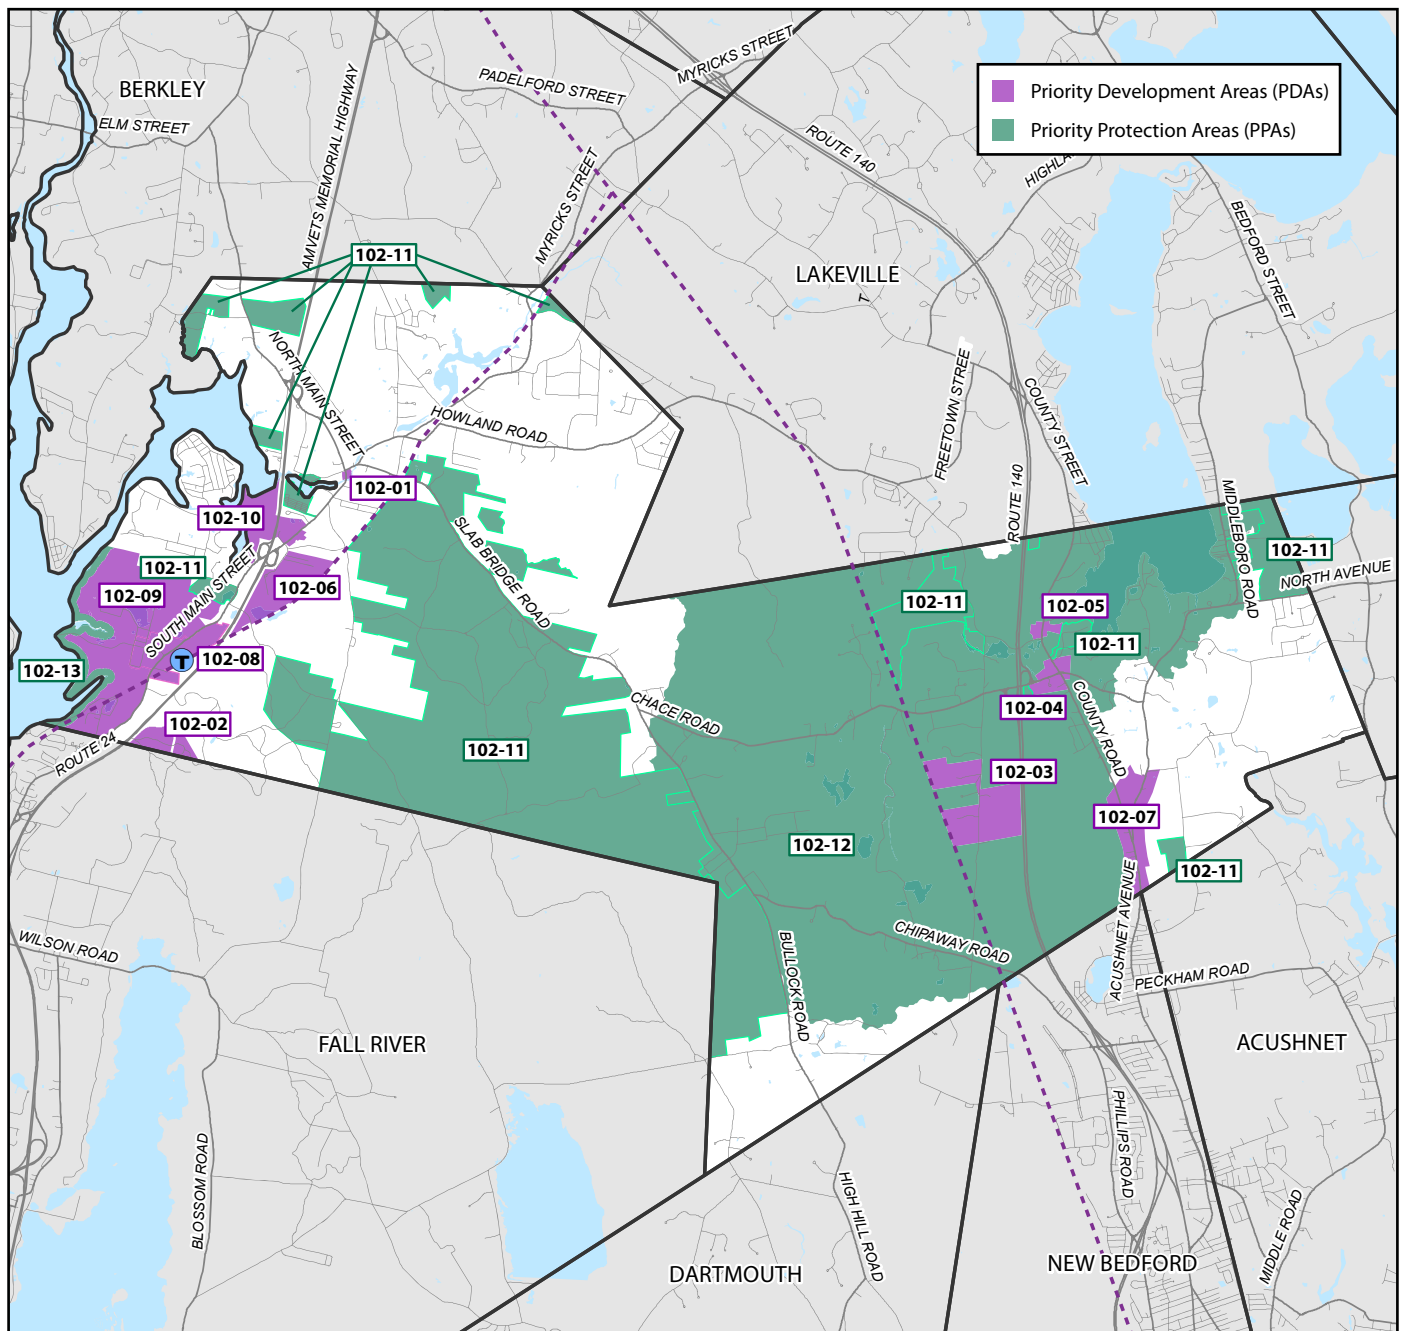 MYRICKS STREET
BERKLEY
PADELFORD STREET
Priority Development Areas (PDAs)
ELM STREET
AMVETS MEMORIAL HIGHWAY
ROUTE 140
Priority Protection Areas (PPAs)
HIGHLA
MYRICKS STREET
BEDFORD STREET
102-11
LAKEVILLE
T
NORTH MAIN STREET
FREETOWN STREE
COUNTY STREET
HOWLAND ROAD
102-01
ROUTE 140
MIDDLEBORO ROAD
102-10
SLAB BRIDGE ROAD
102-11
102-11
NORTH AVENUE
102-09
SOUTH MAIN STREET
102-06
102-11
102-05
102-11
102-08
T
102-13
102-04
102-02
CHACE ROAD
COUNTY ROAD
ROUTE 24
102-11
102-03
102-07
102-12
102-11
ACUSHNET AVENUE
WILSON ROAD
BULLOCK ROAD
CHIPAWAY ROAD
PECKHAM ROAD
FALL RIVER
ACUSHNET
PHILLIPS ROAD
BLOSSOM ROAD
HIGH HILL ROAD
MIDDLE ROAD
DARTMOUTH
NEW BEDFORD